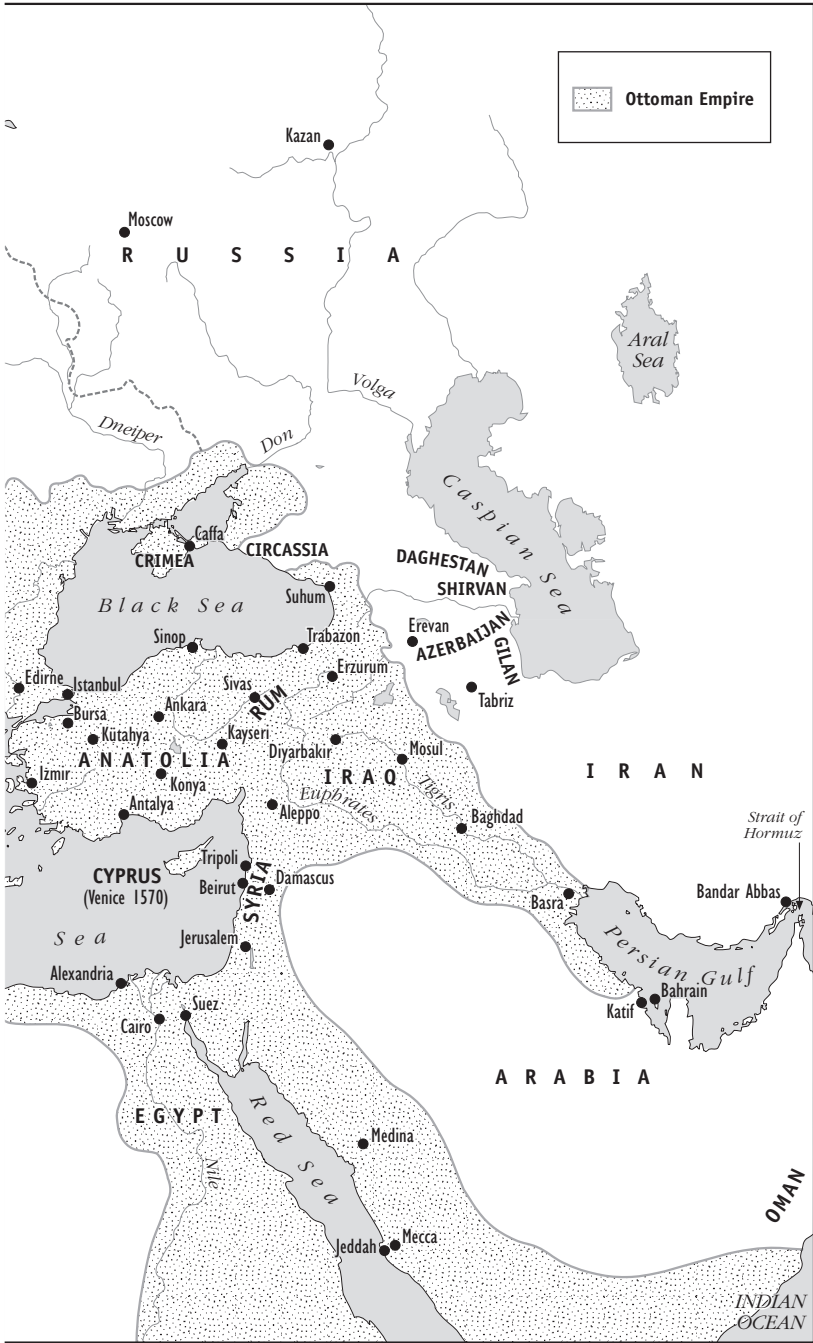 Ottoman Empire
Kazan
Moscow
R U S S I A
Aral
Sea
Volga
Dneiper
Don
Caspian Sea
Caffa
CRIMEA
CIRCASSIA
DAGHESTAN
SHIRVAN
Black Sea
Suhum
Erevan
AZERBAIJAN
GILAN
Sinop
Trabazon
Edirne
Istanbul
Sivas
RUM
Erzurum
Tabriz
Bursa
Ankara
Kütahya
Kayseri
Diyarbakir
Mosul
ANATOLIA
IRAQ
I R A N
Izmir
Konya
Euphrates
Tigris
Antalya
Aleppo
Baghdad
Strait of
Hormuz
Tripoli
CYPRUS
(Venice 1570)
Beirut
SYRIA
Damascus
Basra
Bandar Abbas
Sea
Jerusalem
Persian Gulf
Alexandria
Suez
Bahrain
Katif
Cairo
A R A B I A
EGYPT
Red Sea
Medina
Nile
OMAN
Jeddah
Mecca
INDIAN
OCEAN